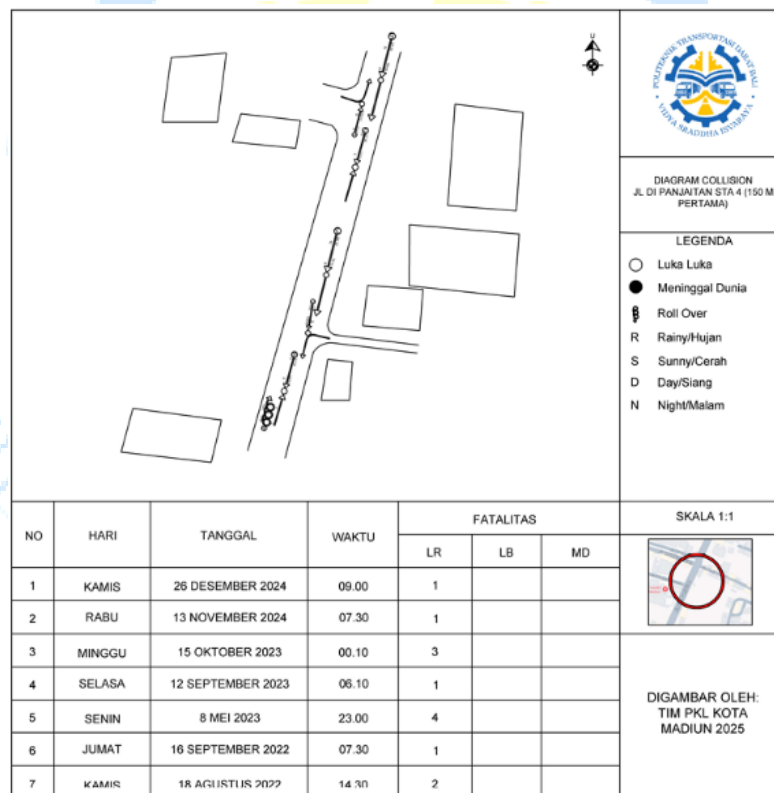 U
POLITEKNIK TRANSPORTASI DARAT BALI
DIAGRAM COLLISION
JL DI PANJAITAN STA 4 (150 M
PERTAMA)
LEGENDA
Luka Luka
Meninggal Dunia
Roll Over
R Rainy/Hujan
S Sunny/Cerah
D Day/Siang
N Night/Malam
NO HARI TANGGAL WAKTU FATALITAS SKALA 1:1
LR LB MD
1 KAMIS 26 DESEMBER 2024 09.00 1
2 RABU 13 NOVEMBER 2024 07.30 1
3 MINGGU 15 OKTOBER 2023 00.10 3
4 SELASA 12 SEPTEMBER 2023 06.10 1
5 SENIN 8 MEI 2023 23.00 4
6 JUMAT 16 SEPTEMBER 2022 07.30 1
7 KAMIS 18 AGUSTUS 2022 14.30 2
DIGAMBAR OLEH:
TIM PKL KOTA
MADIUN 2025